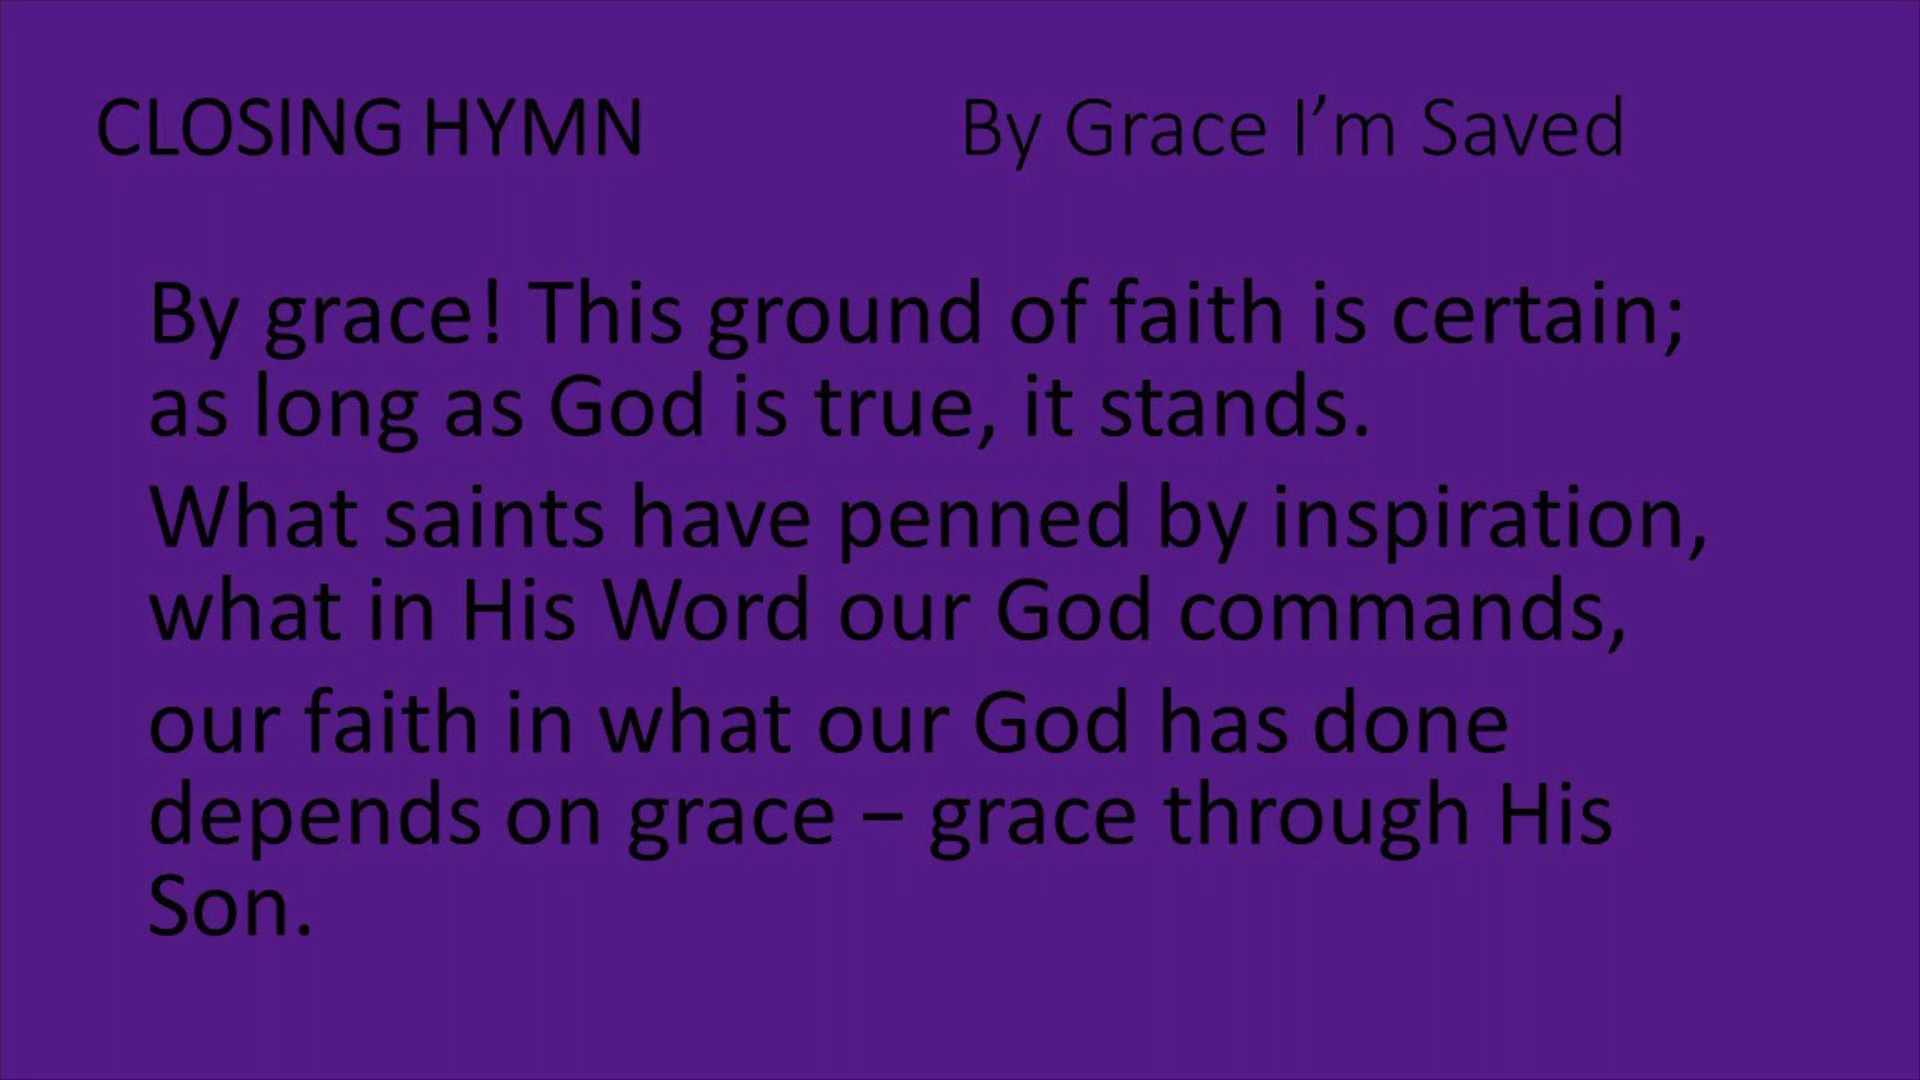 CLOSING HYMN By Grace I’m Saved
By grace! This ground of faith is certain;
as long as God is true, it stands.
What saints have penned by inspiration,
what in His Word our God commands,
our faith in what our God has done
depends on grace – grace through His
Son.